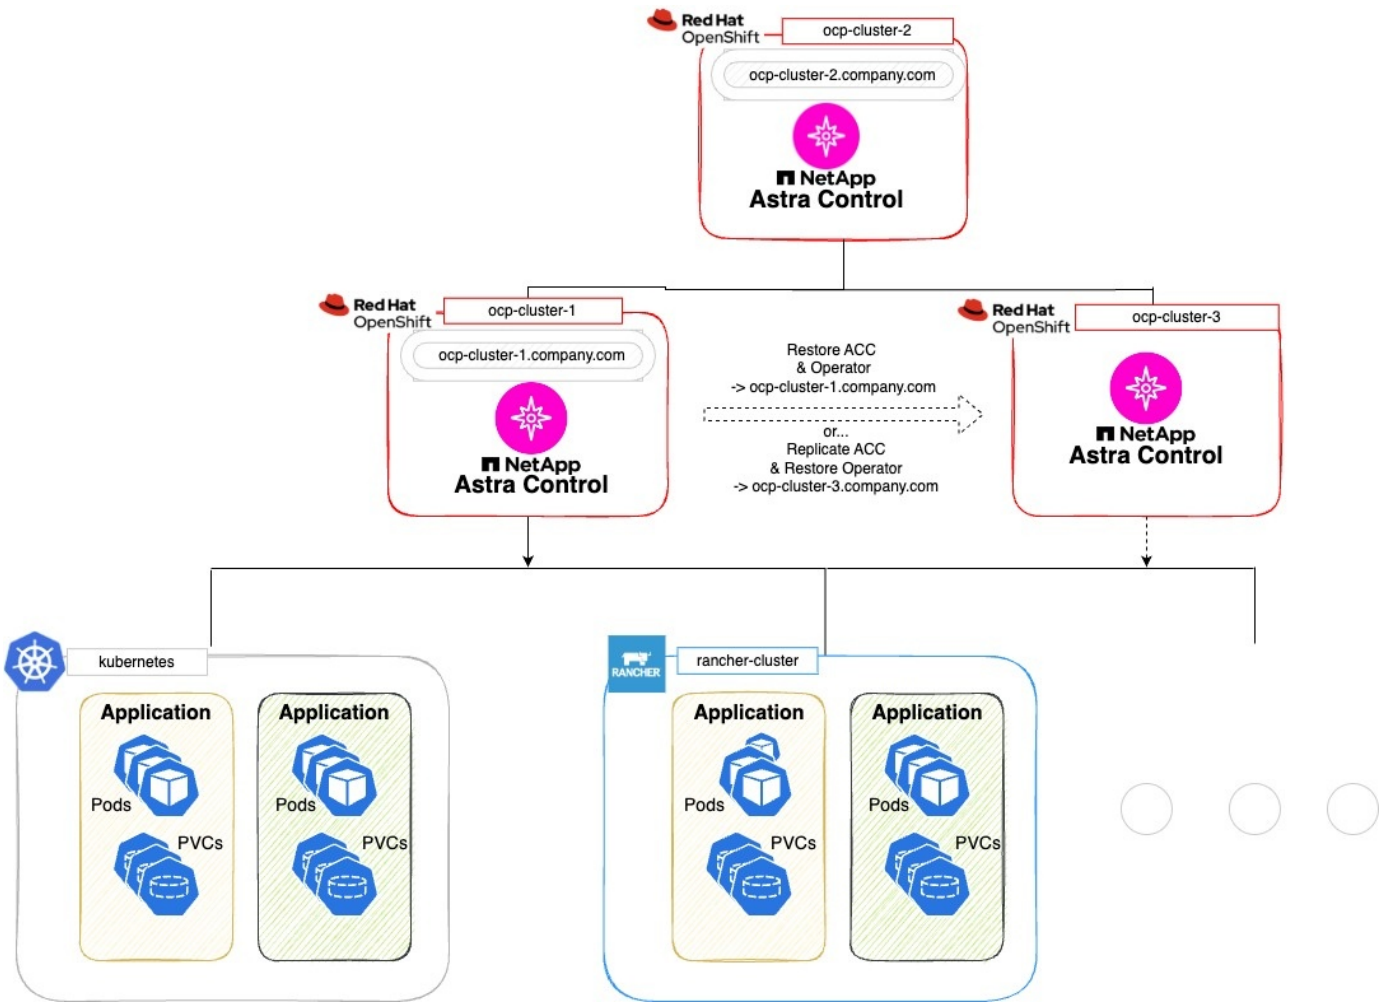 Red Hat
OpenShift
ocp-cluster-2
ocp-cluster-2.company.com
NetApp
Astra Control
Red Hat
OpenShift
ocp-cluster-1
ocp-cluster-1.company.com
NetApp
Astra Control
Restore ACC
& Operator
-> ocp-cluster-1.company.com
or...
Replicate ACC
& Restore Operator
-> ocp-cluster-3.company.com
Red Hat
OpenShift
ocp-cluster-3
NetApp
Astra Control
kubernetes
Application
Pods
PVCs
Application
Pods
PVCs
RANCHER
rancher-cluster
Application
Pods
PVCs
Application
Pods
PVCs